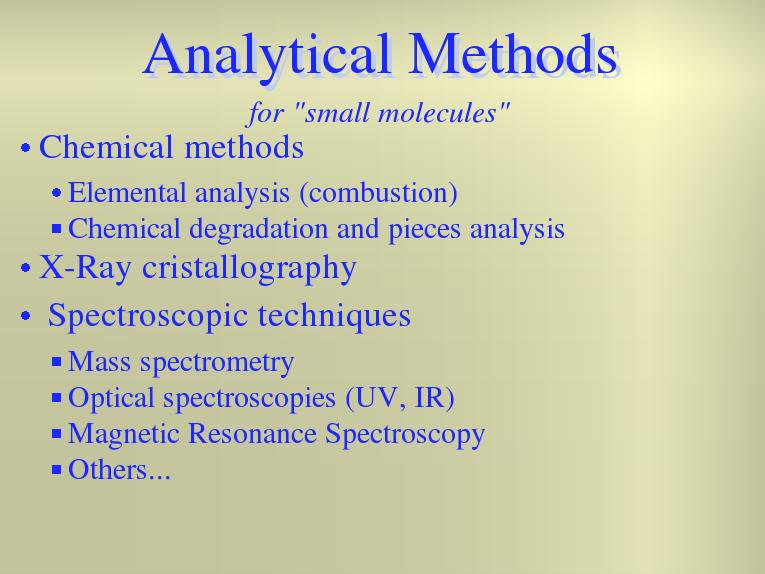 Analytical Methods
for "small molecules"
• Chemical methods
• Elemental analysis (combustion)
▪ Chemical degradation and pieces analysis
• X-Ray cristallography
• Spectroscopic techniques
▪ Mass spectrometry
▪ Optical spectroscopies (UV, IR)
▪ Magnetic Resonance Spectroscopy
▪ Others...